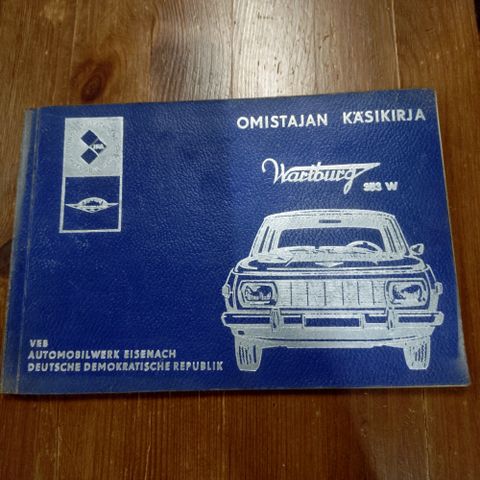 OMISTAJAN KÄSIKIRJA
Wartburg
353 W
VEB
AUTOMOBILWERK EISENACH
DEUTSCHE DEMOKRATISCHE REPUBLIK